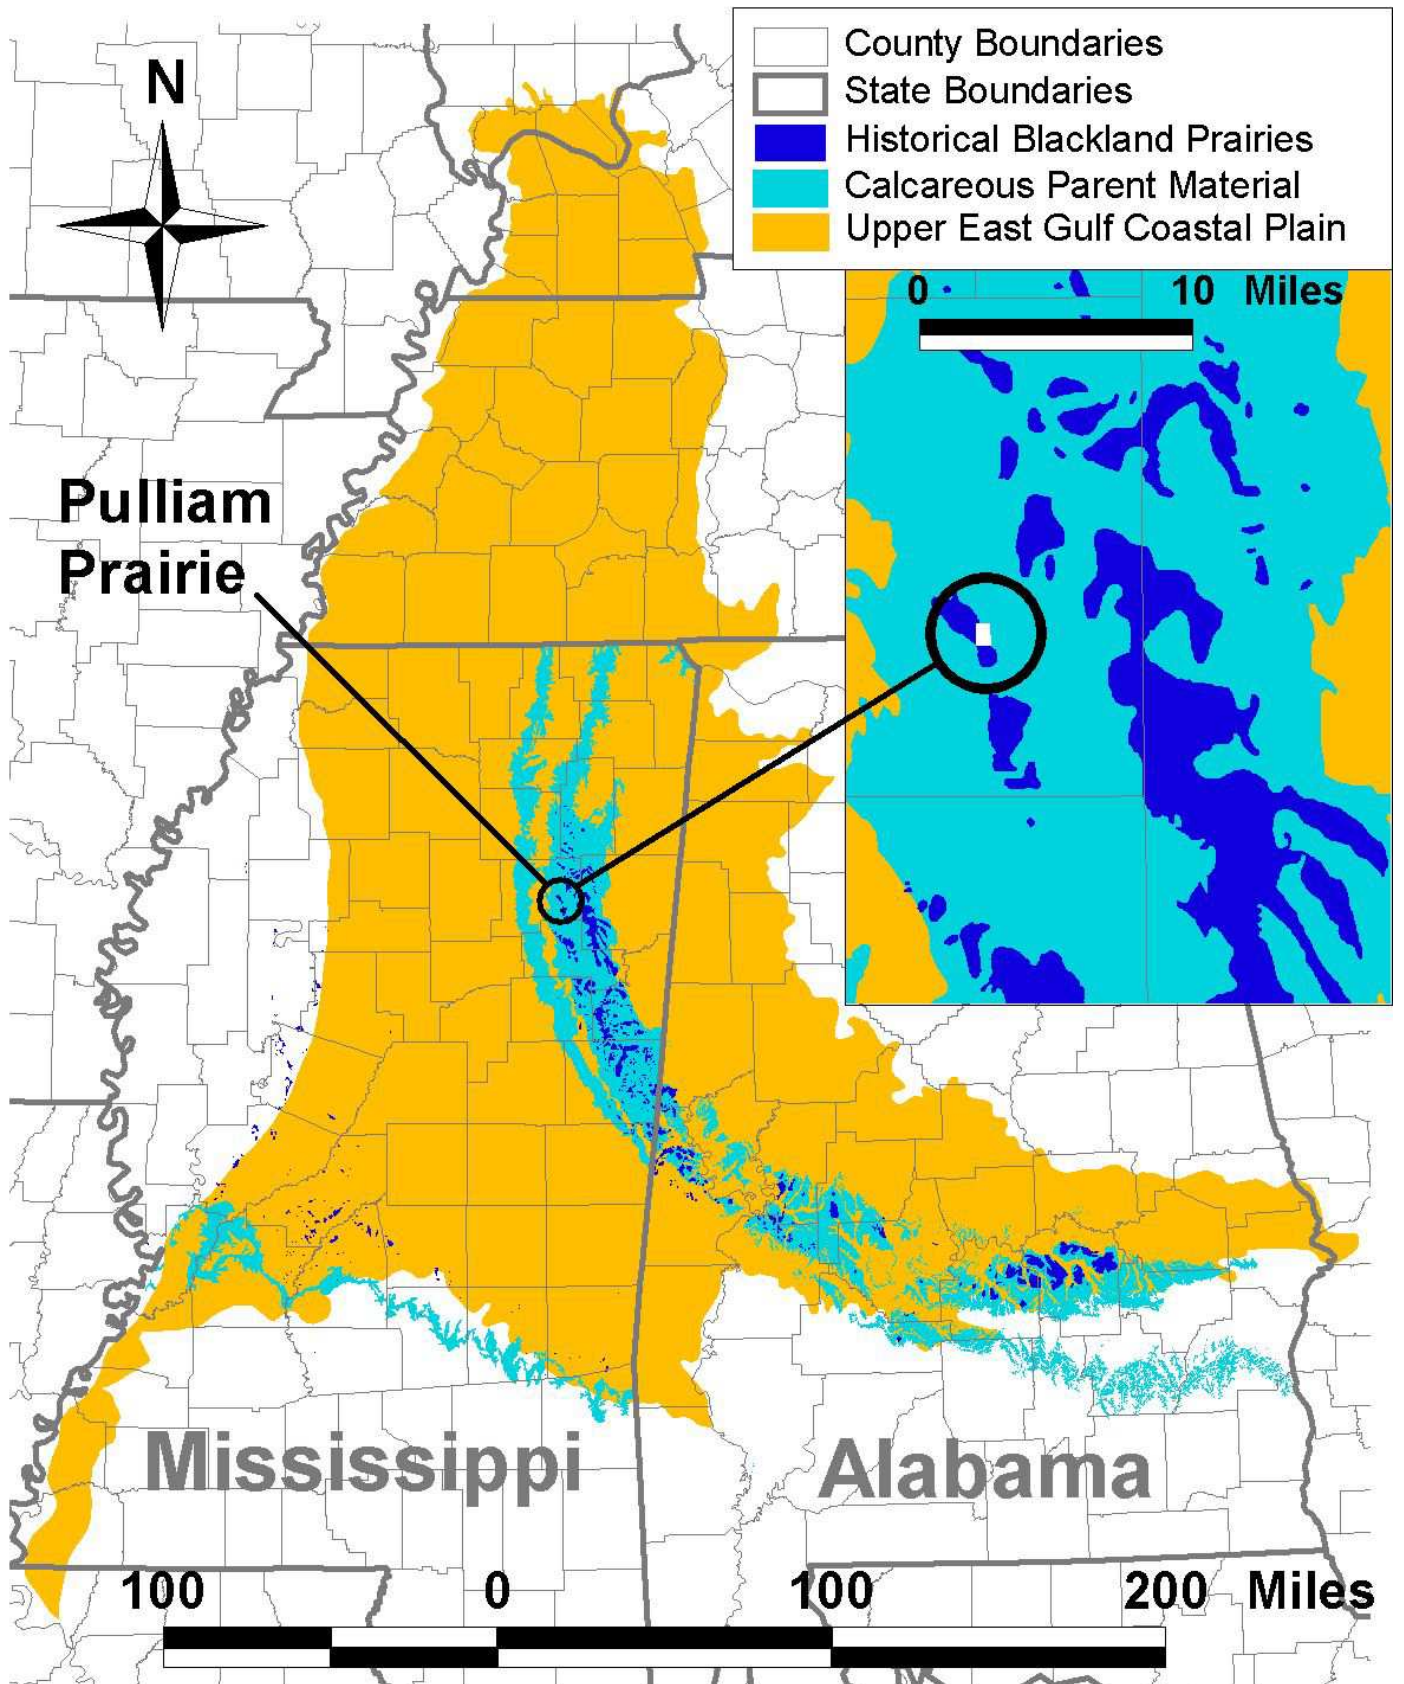 County Boundaries
State Boundaries
Historical Blackland Prairies
Calcareous Parent Material
Upper East Gulf Coastal Plain
N
0 10 Miles
Pulliam
Prairie
Mississippi
Alabama
100 0 100 200 Miles